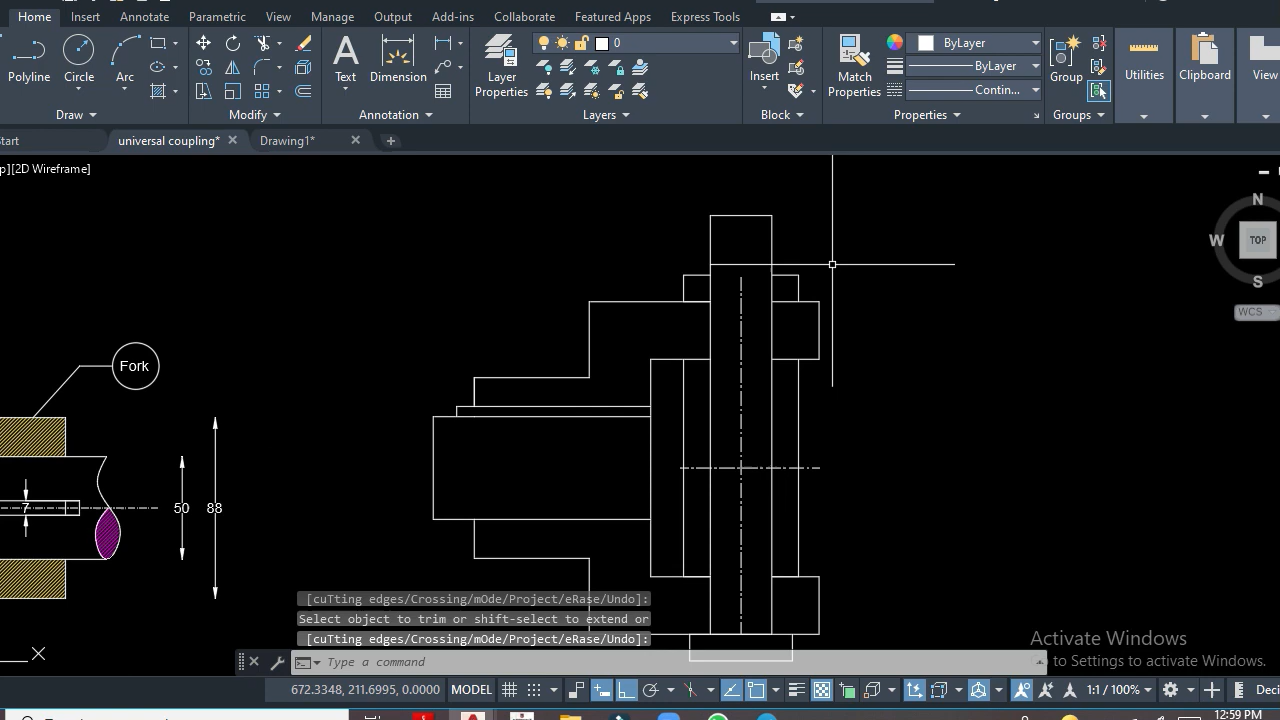 Home Insert Annotate Parametric View Manage Output Add-ins Collaborate Featured Apps Express Tools
0 ByLayer
Polyline Circle Arc Text Dimension Layer Properties Insert Match Properties ByLayer Group Utilities Clipboard View
Contin...
Draw Modify Annotation Layers Block Properties Groups
Start universal coupling* Drawing1*
p][2D Wireframe]
N
W TOP
S
WCS
Fork
50 88
7
[cuTting edges/Crossing/mOde/Project/eRase/Undo]:
Select object to trim or shift-select to extend or
[cuTting edges/Crossing/mOde/Project/eRase/Undo]:
Activate Windows
to Settings to activate Windows.
Type a command
672.3348, 211.6995, 0.0000 MODEL 1:1 / 100% Deci
12:59 PM